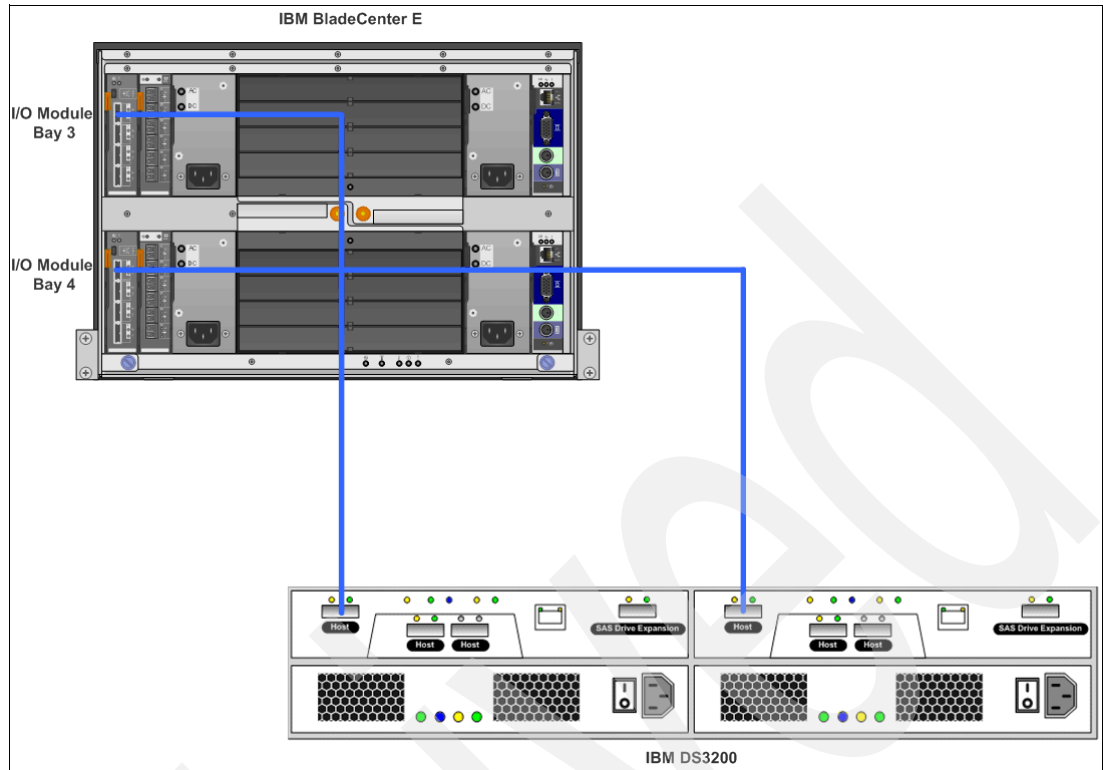 IBM BladeCenter E
I/O Module
Bay 3
AC
DC
AC
DC
I/O Module
Bay 4
AC
DC
AC
DC
Host
Host
Host
SAS Drive Expansion
Host
Host
Host
SAS Drive Expansion
IBM DS3200